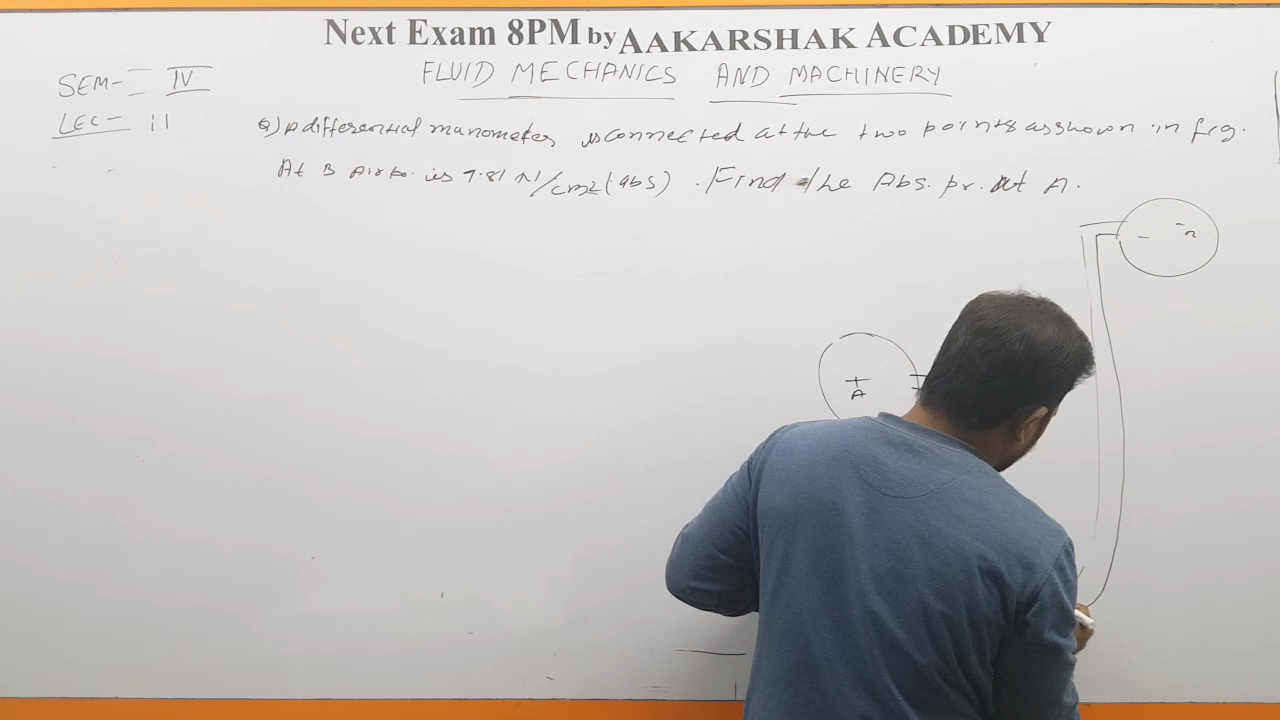 Next Exam 8PM by AAKARSHAK ACADEMY
FLUID MECHANICS AND MACHINERY
SEM- IV
LEC- 11
Q) A differential manometer is connected at the two points as shown in fig.
At B Air pr. is 9.81 N/cm2 (abs). Find the Abs. pr. at A.
B
A